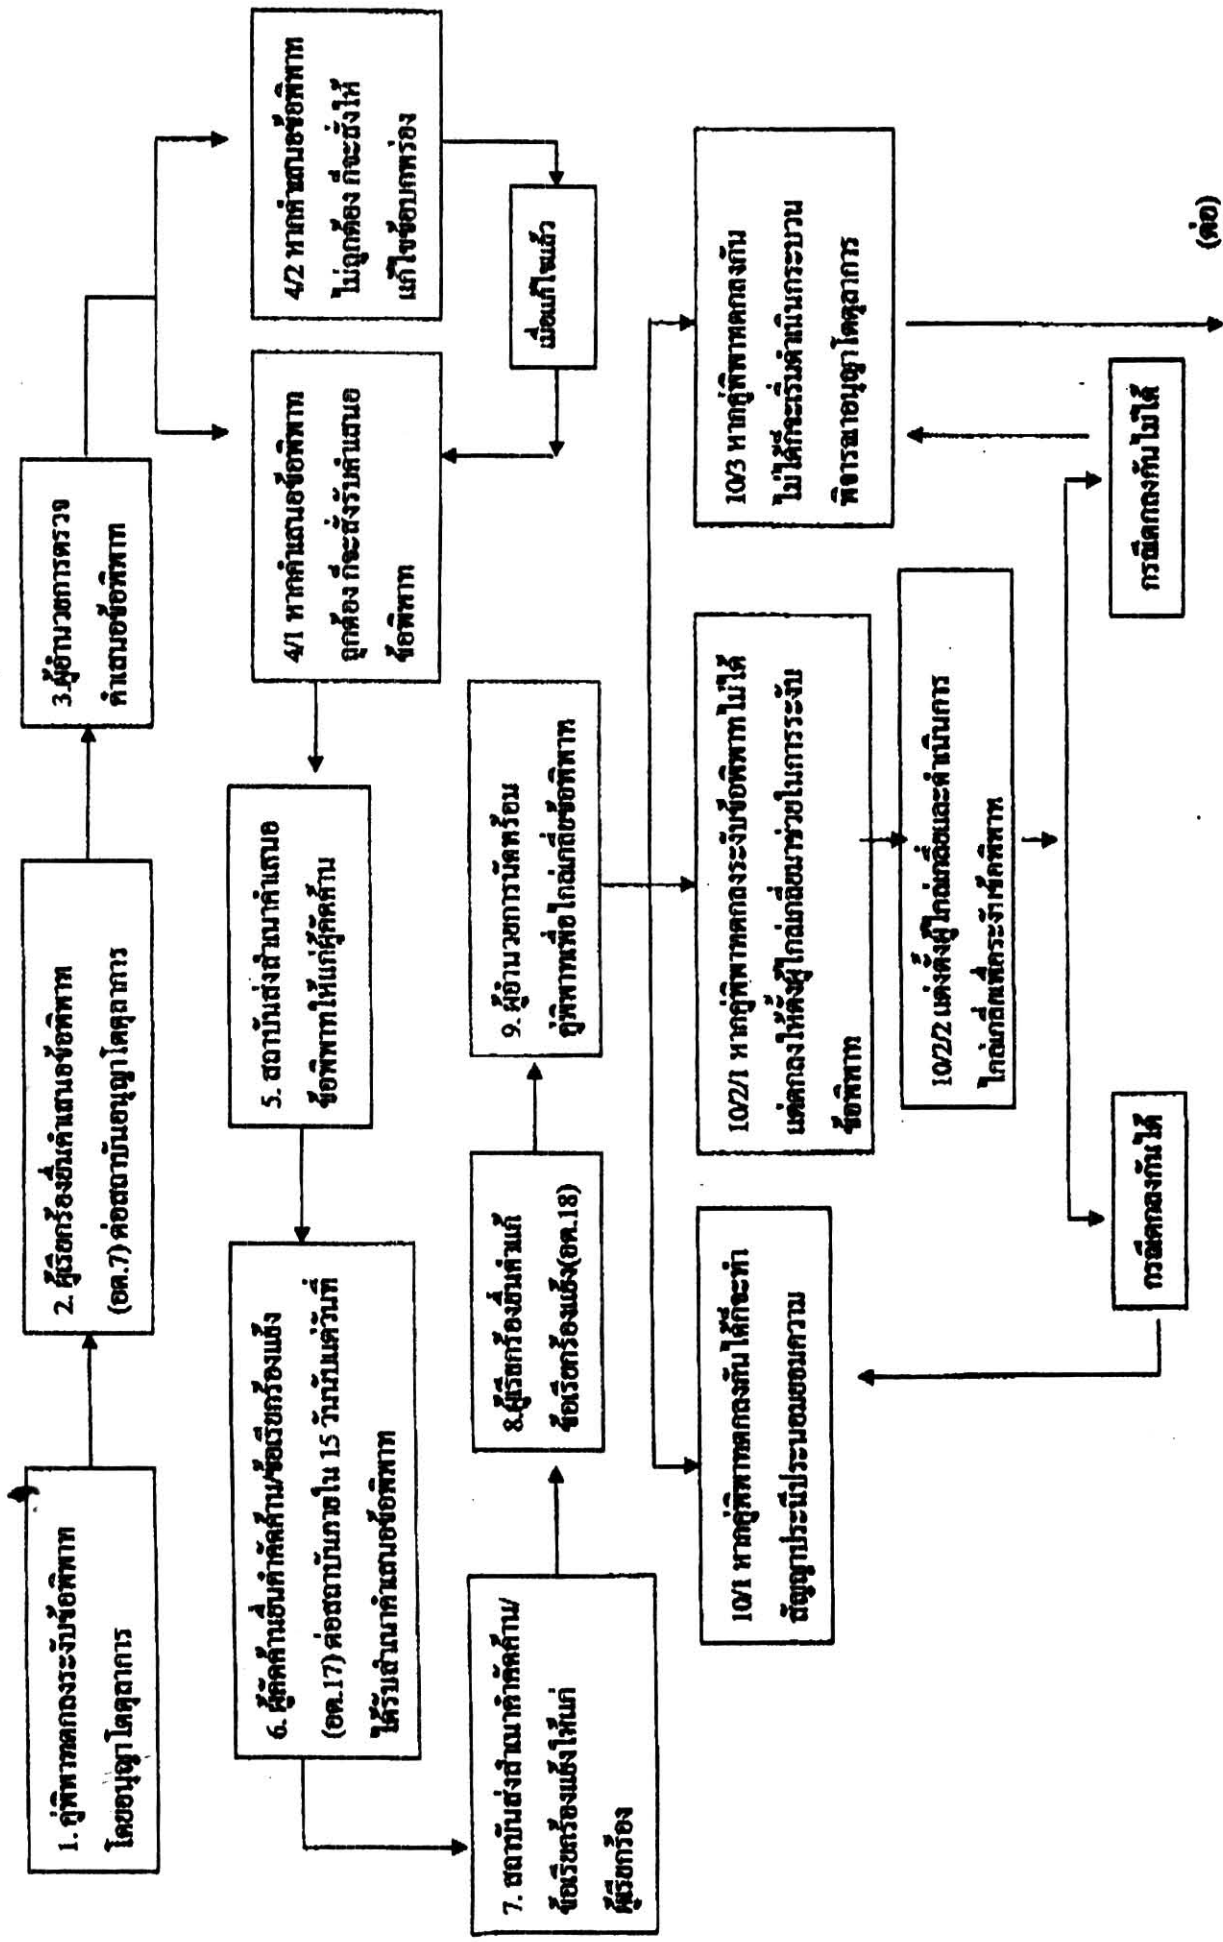 1. คู่พิพาทตกลงระงับข้อพิพาท
โดยอนุญาโตตุลาการ
2. ผู้เรียกร้องยื่นคำเสนอข้อพิพาท
(อต.7) ต่อสถาบันอนุญาโตตุลาการ
3.ผู้อำนวยการตรวจ
คำเสนอข้อพิพาท
4/1 หากคำเสนอข้อพิพาท
ถูกต้อง ก็จะสั่งรับคำเสนอ
ข้อพิพาท
4/2 หากคำเสนอข้อพิพาท
ไม่ถูกต้อง ก็จะสั่งให้
แก้ไขข้อบกพร่อง
เมื่อแก้ไขแล้ว
5. สถาบันส่งสำเนาคำเสนอ
ข้อพิพาทให้แก่ผู้คัดค้าน
6. ผู้คัดค้านยื่นคำคัดค้าน/ข้อเรียกร้องแย้ง
(อต.17) ต่อสถาบันภายใน 15 วันนับแต่วันที่
ได้รับสำเนาคำเสนอข้อพิพาท
7. สถาบันส่งสำเนาคำคัดค้าน/
ข้อเรียกร้องแย้งให้แก่
ผู้เรียกร้อง
8.ผู้เรียกร้องยื่นคำแก้
ข้อเรียกร้องแย้ง(อต.18)
9. ผู้อำนวยการนัดพร้อม
คู่พิพาทเพื่อไกล่เกลี่ยข้อพิพาท
10/1 หากคู่พิพาทตกลงกันได้ก็จะทำ
สัญญาประนีประนอมยอมความ
10/2/1 หากคู่พิพาทตกลงระงับข้อพิพาทไม่ได้
แต่ตกลงให้ตั้งผู้ไกล่เกลี่ยมาช่วยในการระงับ
ข้อพิพาท
10/3 หากคู่พิพาทตกลงกัน
ไม่ได้ก็จะเริ่มดำเนินกระบวน
พิจารณาอนุญาโตตุลาการ
10/2/2 แต่งตั้งผู้ไกล่เกลี่ยและดำเนินการ
ไกล่เกลี่ยเพื่อระงับข้อพิพาท
กรณีตกลงกันได้
กรณีตกลงกันไม่ได้
(ต่อ)